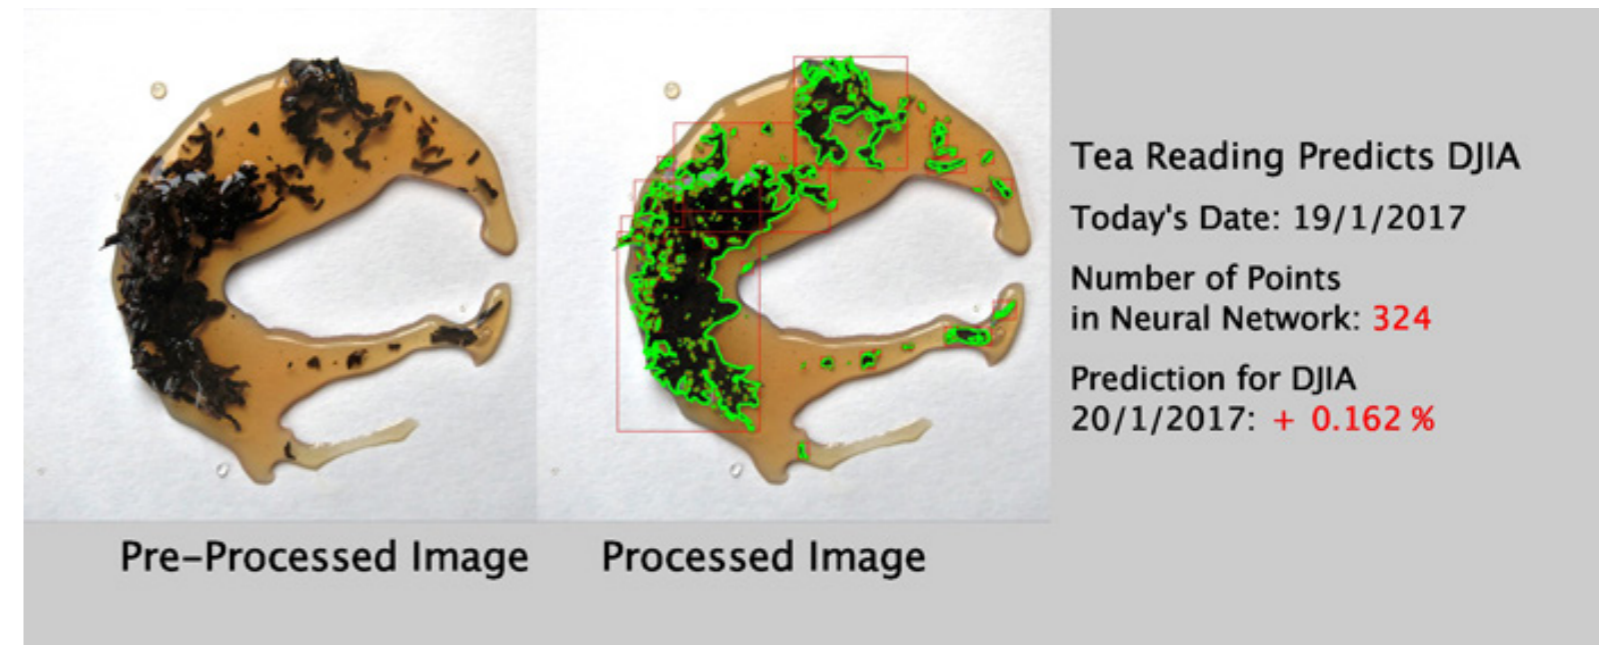 Tea Reading Predicts DJIA
Today's Date: 19/1/2017
Number of Points
in Neural Network: 324
Prediction for DJIA
20/1/2017: + 0.162 %
Pre-Processed Image
Processed Image